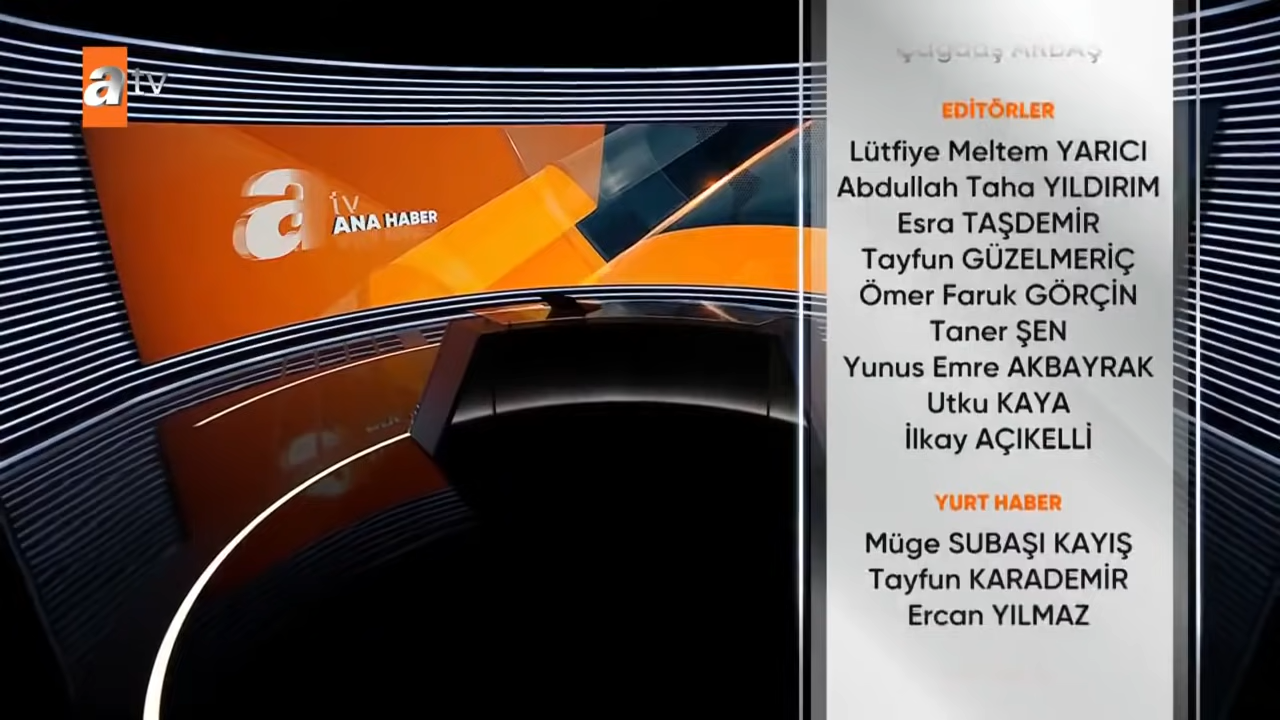 atv
atv
ANA HABER
EDİTÖRLER
Lütfiye Meltem YARICI
Abdullah Taha YILDIRIM
Esra TAŞDEMİR
Tayfun GÜZELMERİÇ
Ömer Faruk GÖRÇİN
Taner ŞEN
Yunus Emre AKBAYRAK
Utku KAYA
İlkay AÇIKELLİ
YURT HABER
Müge SUBAŞI KAYIŞ
Tayfun KARADEMİR
Ercan YILMAZ